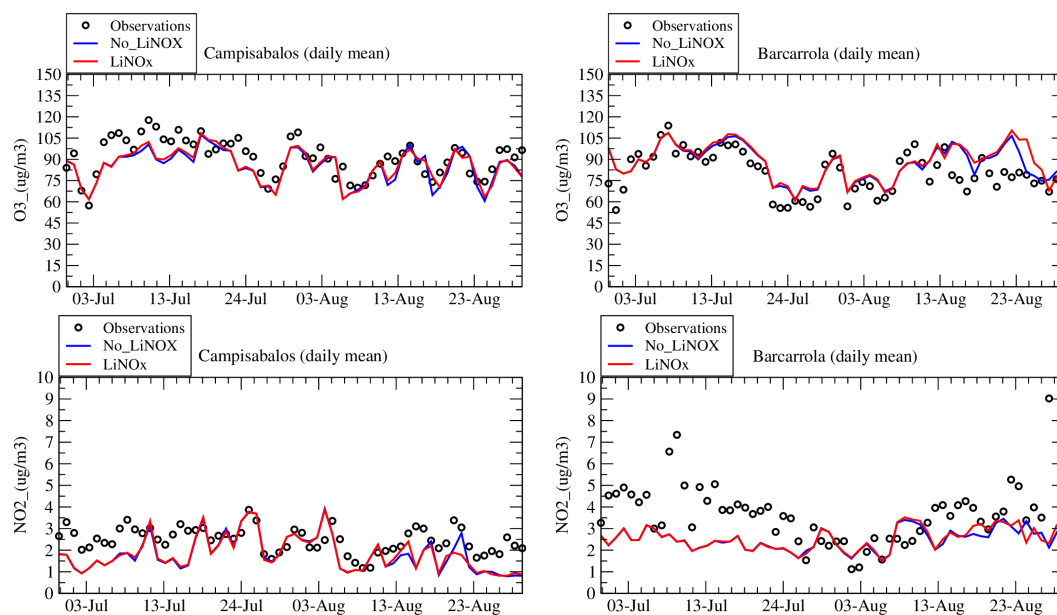 Observations
No_LiNOX
LiNOx
Campisabalos (daily mean)
150
135
120
105
90
75
60
45
30
15
0
O3_(ug/m3)
03-Jul 13-Jul 24-Jul 03-Aug 13-Aug 23-Aug
Observations
No_LiNOX
LiNOx
Barcarrola (daily mean)
150
135
120
105
90
75
60
45
30
15
0
O3_(ug/m3)
03-Jul 13-Jul 24-Jul 03-Aug 13-Aug 23-Aug
Observations
No_LiNOX
LiNOx
Campisabalos (daily mean)
10
9
8
7
6
5
4
3
2
1
0
NO2_(ug/m3)
03-Jul 13-Jul 24-Jul 03-Aug 13-Aug 23-Aug
Observations
No_LiNOX
LiNOx
Barcarrola (daily mean)
10
9
8
7
6
5
4
3
2
1
0
NO2_(ug/m3)
03-Jul 13-Jul 24-Jul 03-Aug 13-Aug 23-Aug